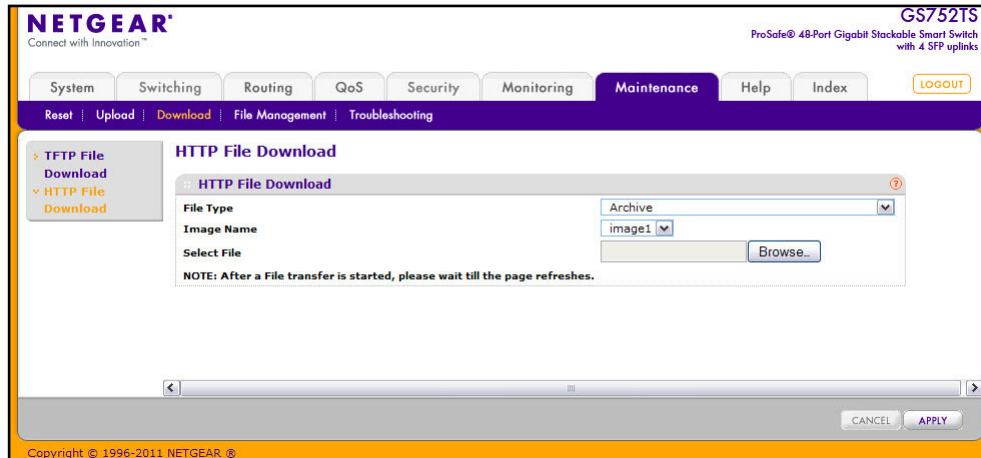 NETGEAR®
Connect with Innovation™
GS752TS
ProSafe® 48-Port Gigabit Stackable Smart Switch
with 4 SFP uplinks
System Switching Routing QoS Security Monitoring Maintenance Help Index LOGOUT
Reset | Upload | Download | File Management | Troubleshooting
TFTP File
Download
HTTP File
Download
HTTP File Download
HTTP File Download ?
File Type Archive
Image Name image1
Select File Browse...
NOTE: After a File transfer is started, please wait till the page refreshes.
CANCEL APPLY
Copyright © 1996-2011 NETGEAR ®